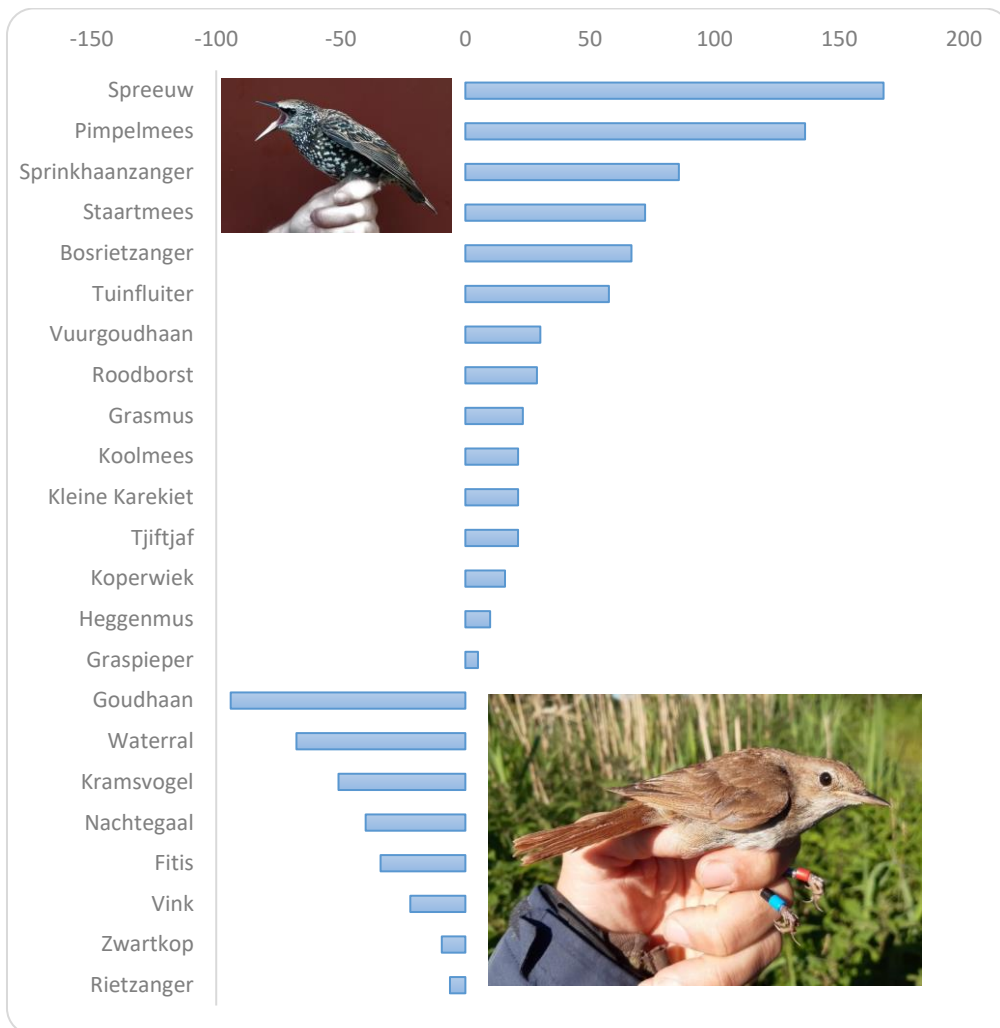 -150 -100 -50 0 50 100 150 200
Spreeuw
Pimpelmees
Sprinkhaanzanger
Staartmees
Bosrietzanger
Tuinfluiter
Vuurgoudhaan
Roodborst
Grasmus
Koolmees
Kleine Karekiet
Tjiftjaf
Koperwiek
Heggenmus
Graspieper
Goudhaan
Waterral
Kramsvogel
Nachtegaal
Fitis
Vink
Zwartkop
Rietzanger